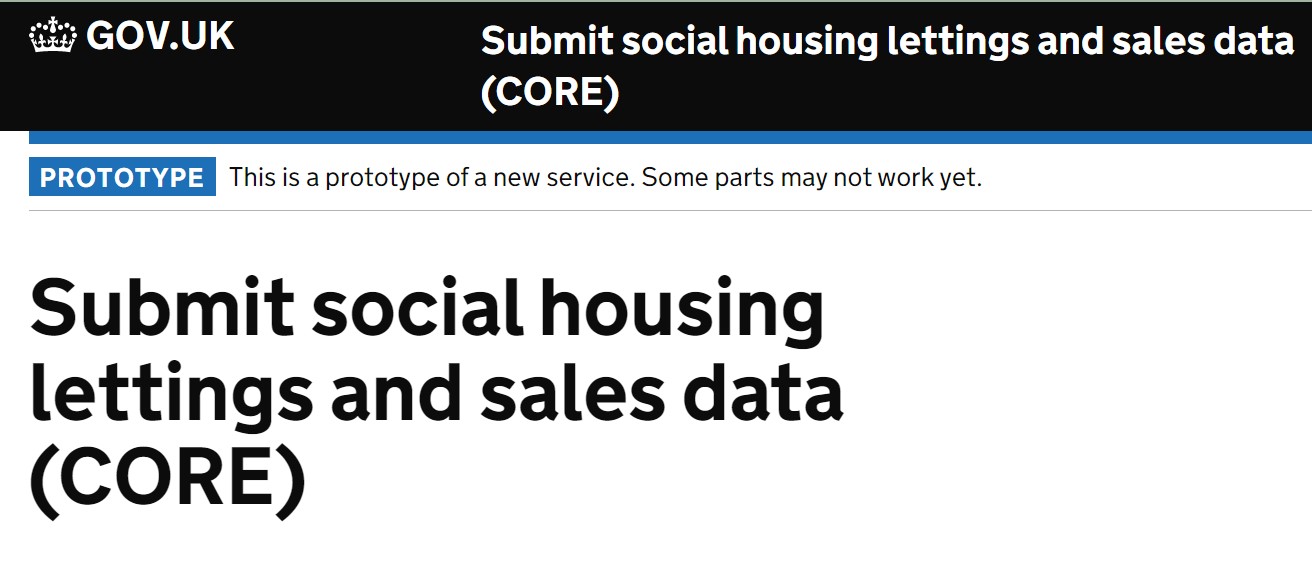 GOV.UK
Submit social housing lettings and sales data
(CORE)
PROTOTYPE This is a prototype of a new service. Some parts may not work yet.
Submit social housing
lettings and sales data
(CORE)